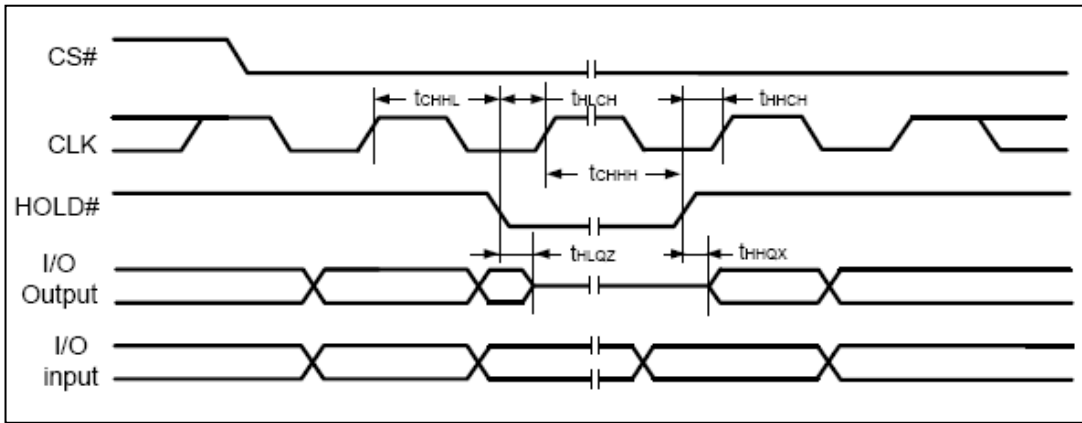 CS#
tCHHL
tHLCH
tHHCH
CLK
tCHHH
HOLD#
tHLQZ
tHHQX
I/O
Output
I/O
input